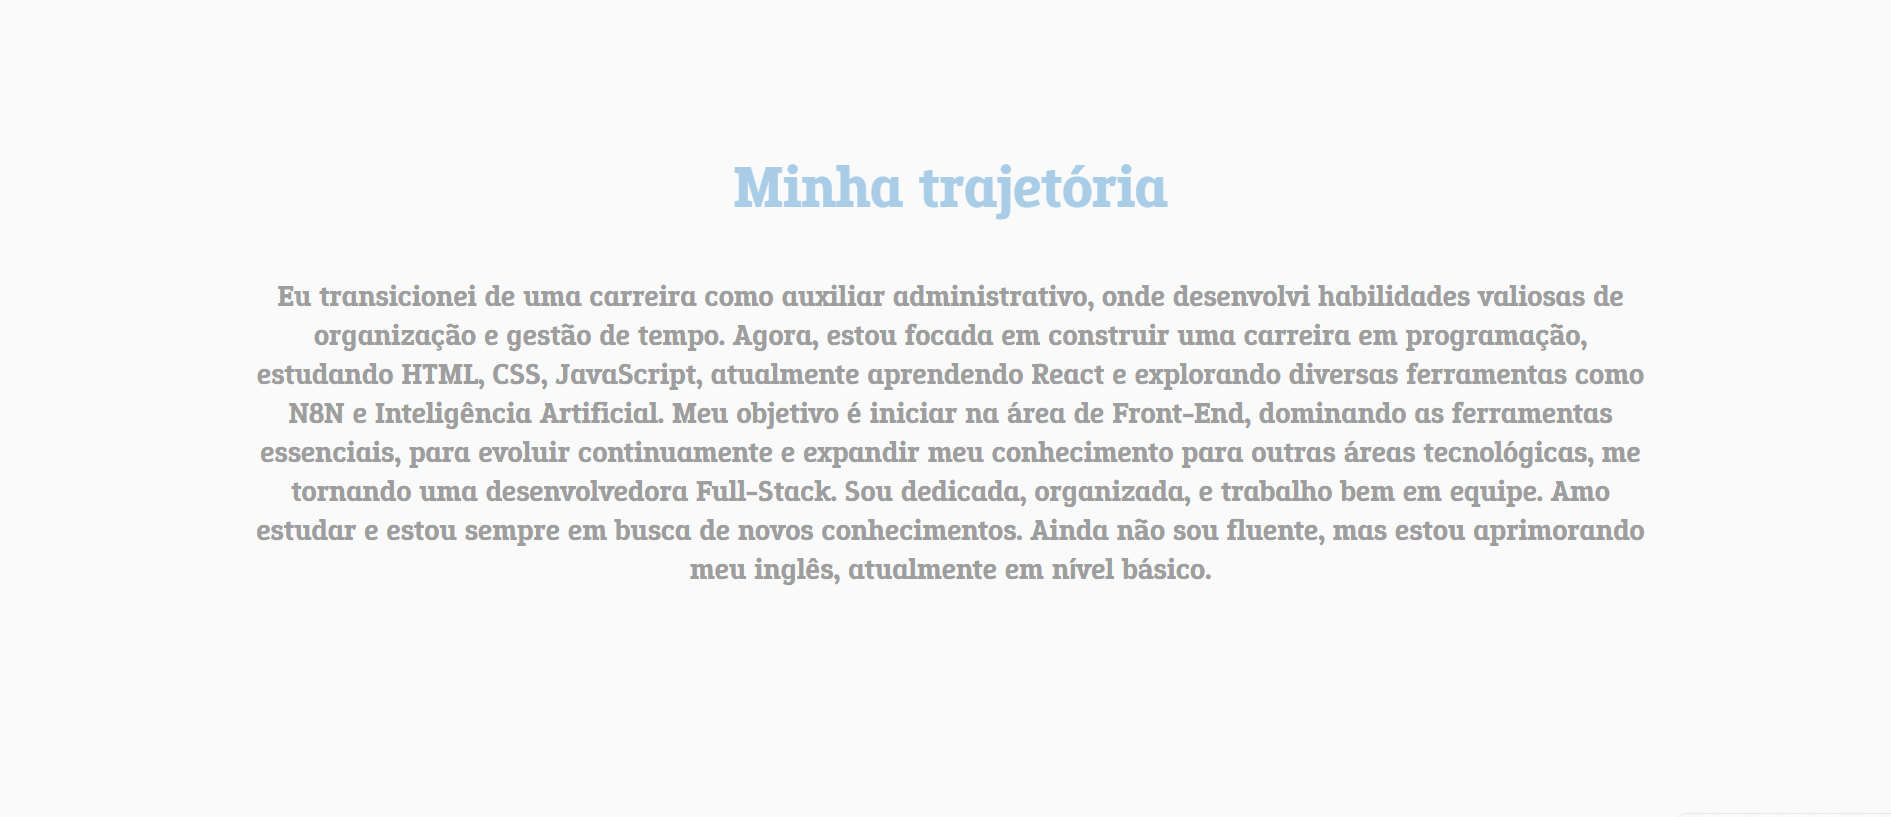 Minha trajetória
Eu transicionei de uma carreira como auxiliar administrativo, onde desenvolvi habilidades valiosas de
organização e gestão de tempo. Agora, estou focada em construir uma carreira em programação,
estudando HTML, CSS, JavaScript, atualmente aprendendo React e explorando diversas ferramentas como
N8N e Inteligência Artificial. Meu objetivo é iniciar na área de Front-End, dominando as ferramentas
essenciais, para evoluir continuamente e expandir meu conhecimento para outras áreas tecnológicas, me
tornando uma desenvolvedora Full-Stack. Sou dedicada, organizada, e trabalho bem em equipe. Amo
estudar e estou sempre em busca de novos conhecimentos. Ainda não sou fluente, mas estou aprimorando
meu inglês, atualmente em nível básico.